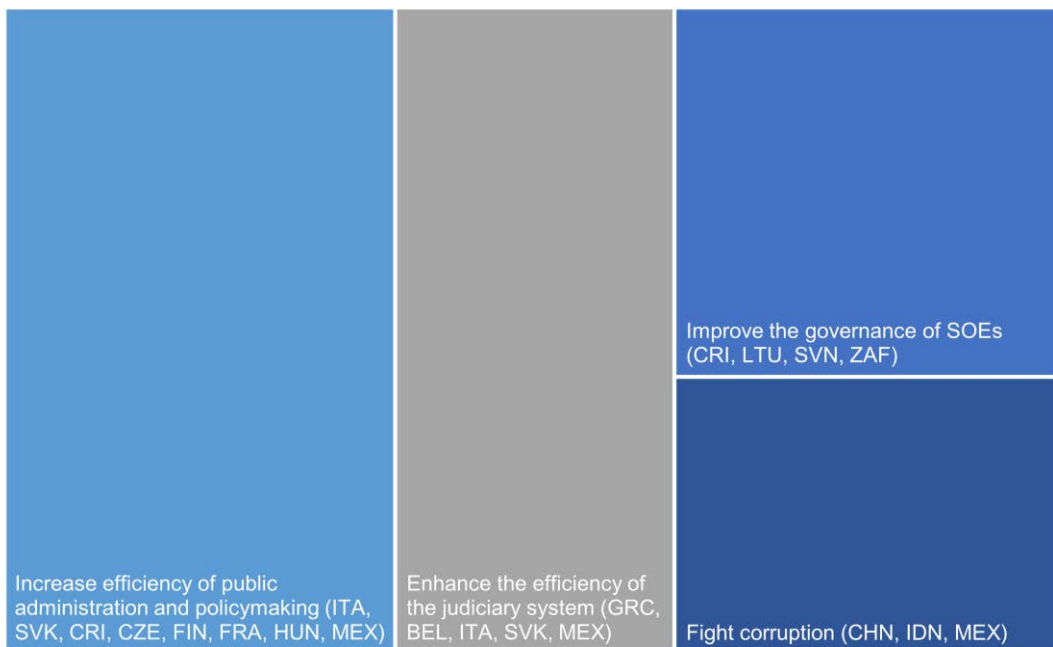 Increase efficiency of public
administration and policymaking (ITA,
SVK, CRI, CZE, FIN, FRA, HUN, MEX)
Enhance the efficiency of
the judiciary system (GRC,
BEL, ITA, SVK, MEX)
Improve the governance of SOEs
(CRI, LTU, SVN, ZAF)
Fight corruption (CHN, IDN, MEX)